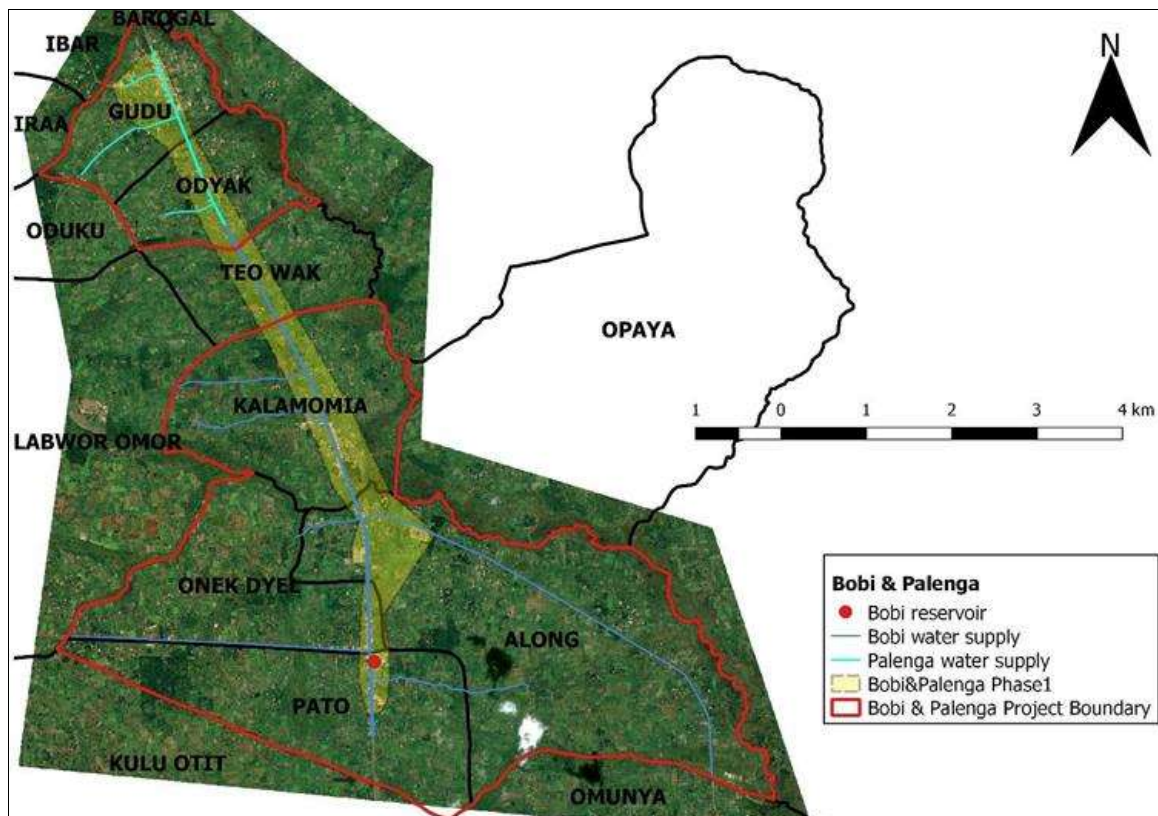 BAROGAL
IBAR
N
GUDU
IRAA
ODYAK
ODUKU
TEO WAK
OPAYA
KALAMOMIA
1 0 1 2 3 4 km
LABWOR OMOR
ONEK DYEL
ALONG
PATO
KULU OTIT
OMUNYA
Bobi & Palenga
Bobi reservoir
Bobi water supply
Palenga water supply
Bobi&Palenga Phase1
Bobi & Palenga Project Boundary